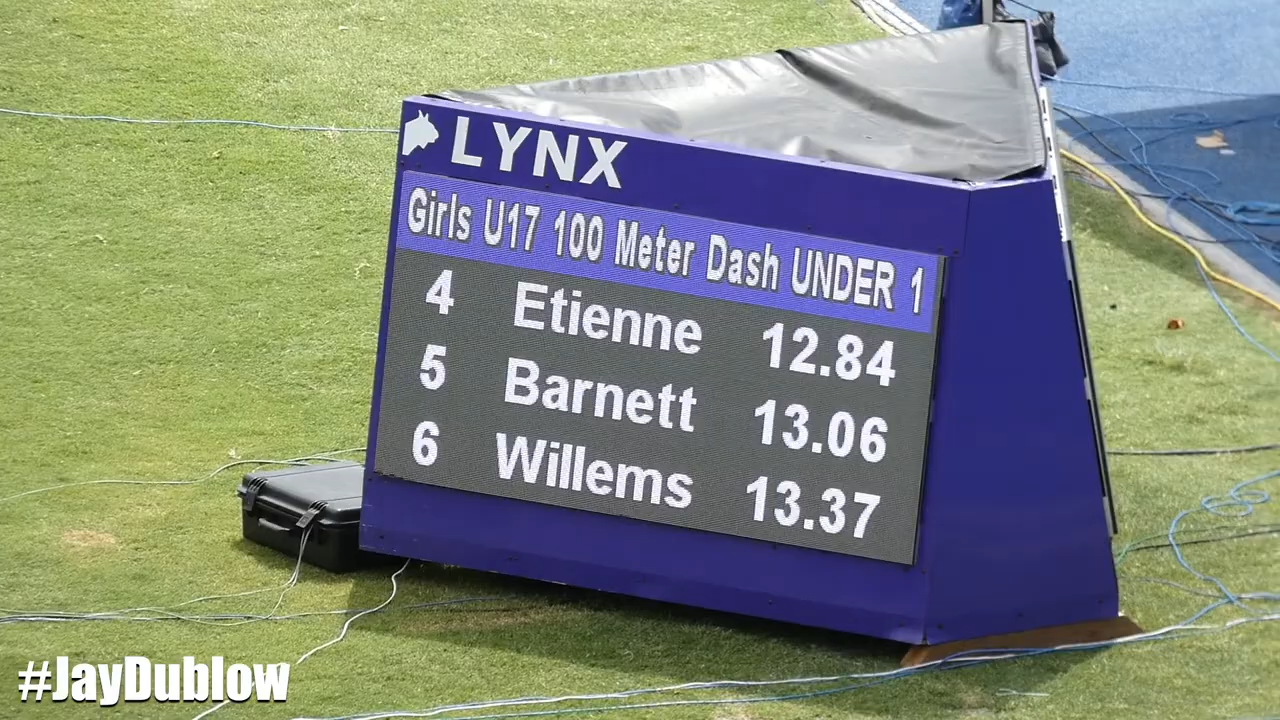 LYNX
Girls U17 100 Meter Dash UNDER 1
4 Etienne 12.84
5 Barnett 13.06
6 Willems 13.37
#JayDublow